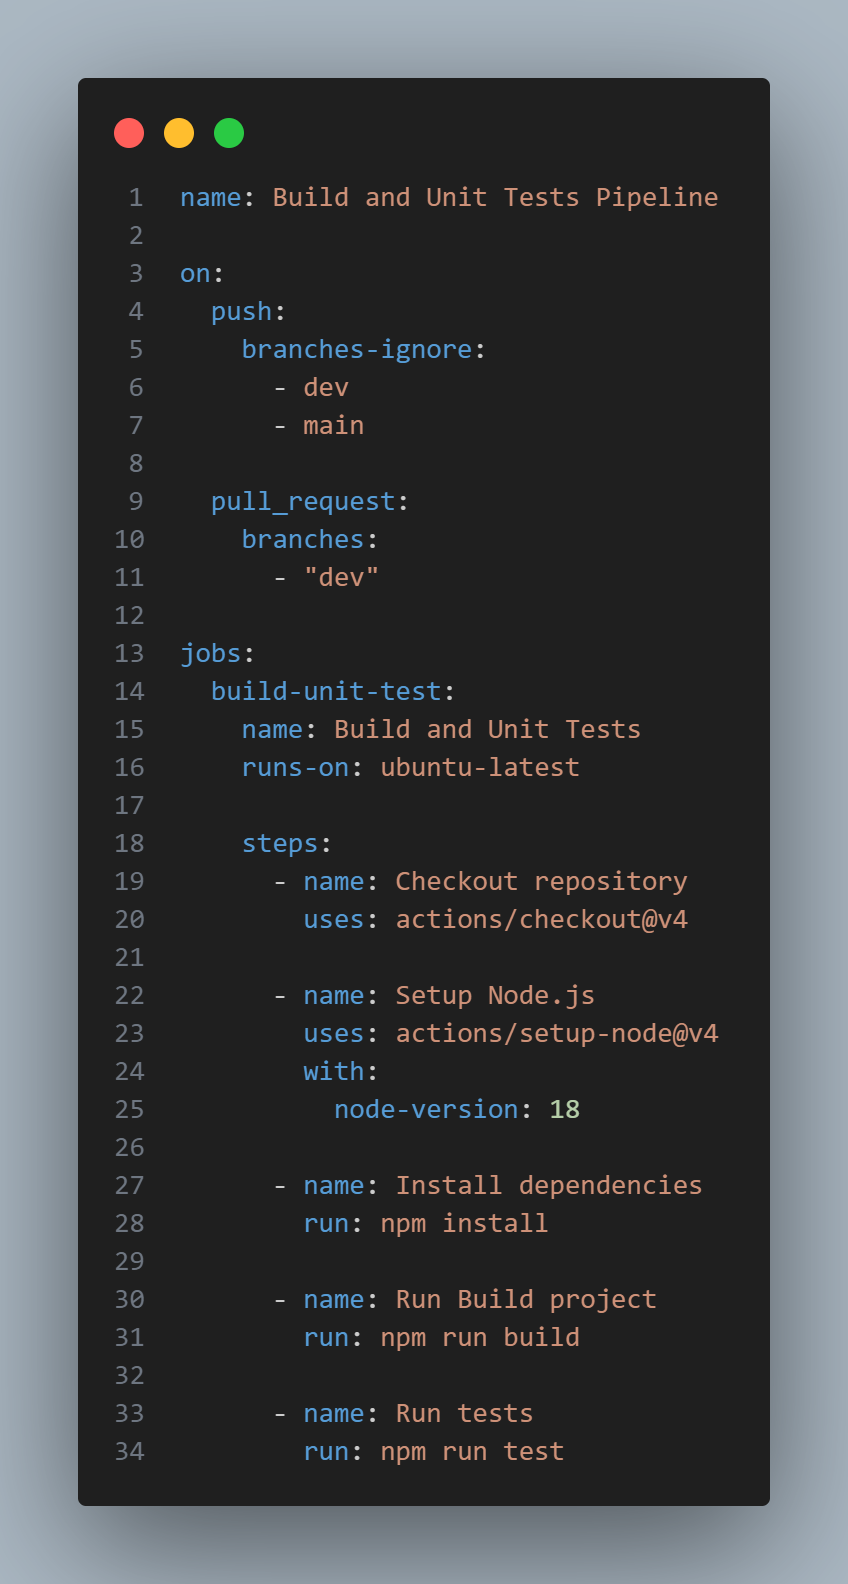 1 name: Build and Unit Tests Pipeline
2
3 on:
4   push:
5     branches-ignore:
6       - dev
7       - main
8
9   pull_request:
10     branches:
11       - "dev"
12
13 jobs:
14   build-unit-test:
15     name: Build and Unit Tests
16     runs-on: ubuntu-latest
17
18     steps:
19       - name: Checkout repository
20         uses: actions/checkout@v4
21
22       - name: Setup Node.js
23         uses: actions/setup-node@v4
24         with:
25           node-version: 18
26
27       - name: Install dependencies
28         run: npm install
29
30       - name: Run Build project
31         run: npm run build
32
33       - name: Run tests
34         run: npm run test